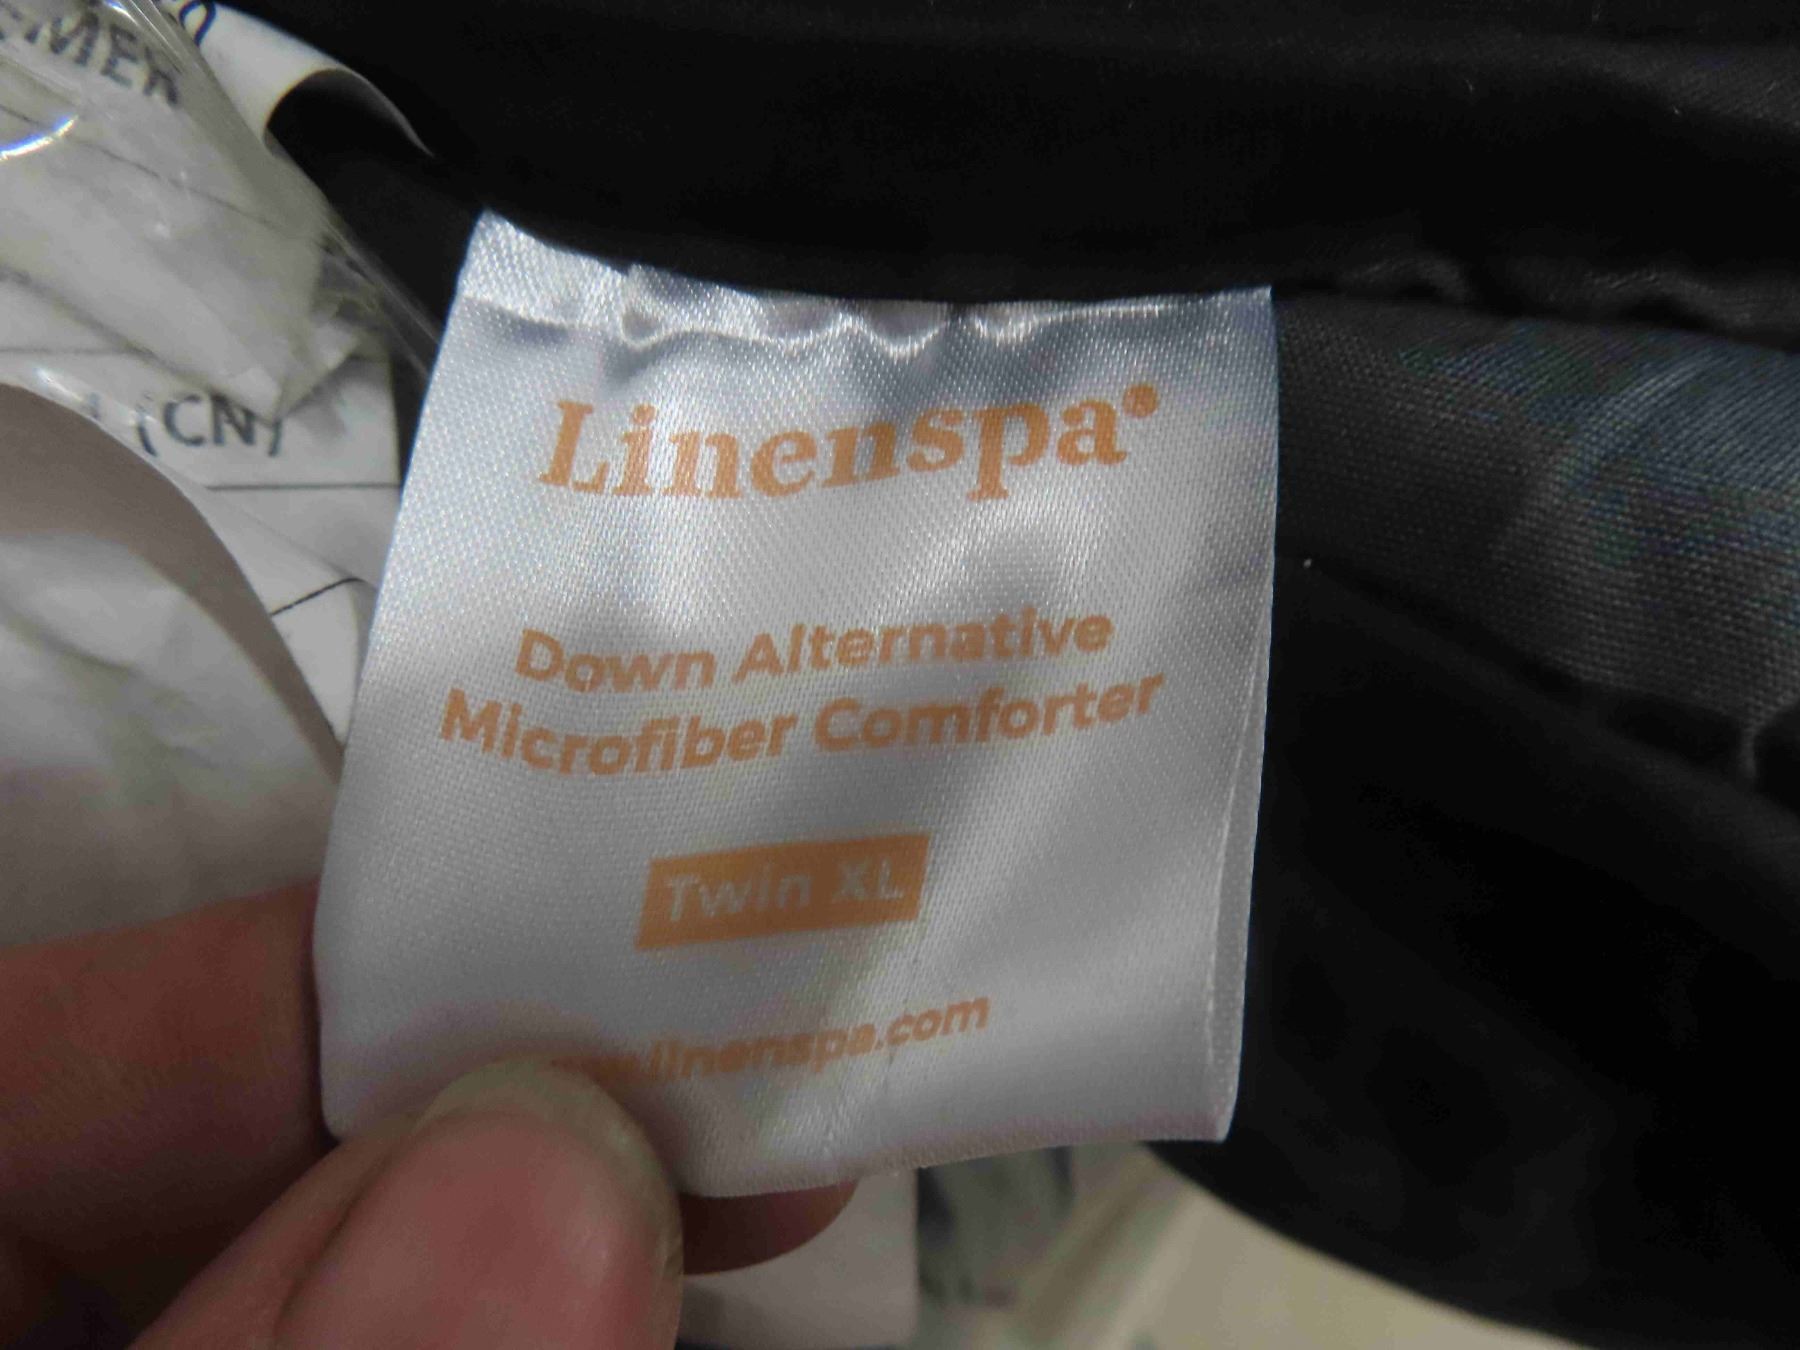 (CN)
Linenspa®
Down Alternative
Microfiber Comforter
Twin XL
linenspa.com